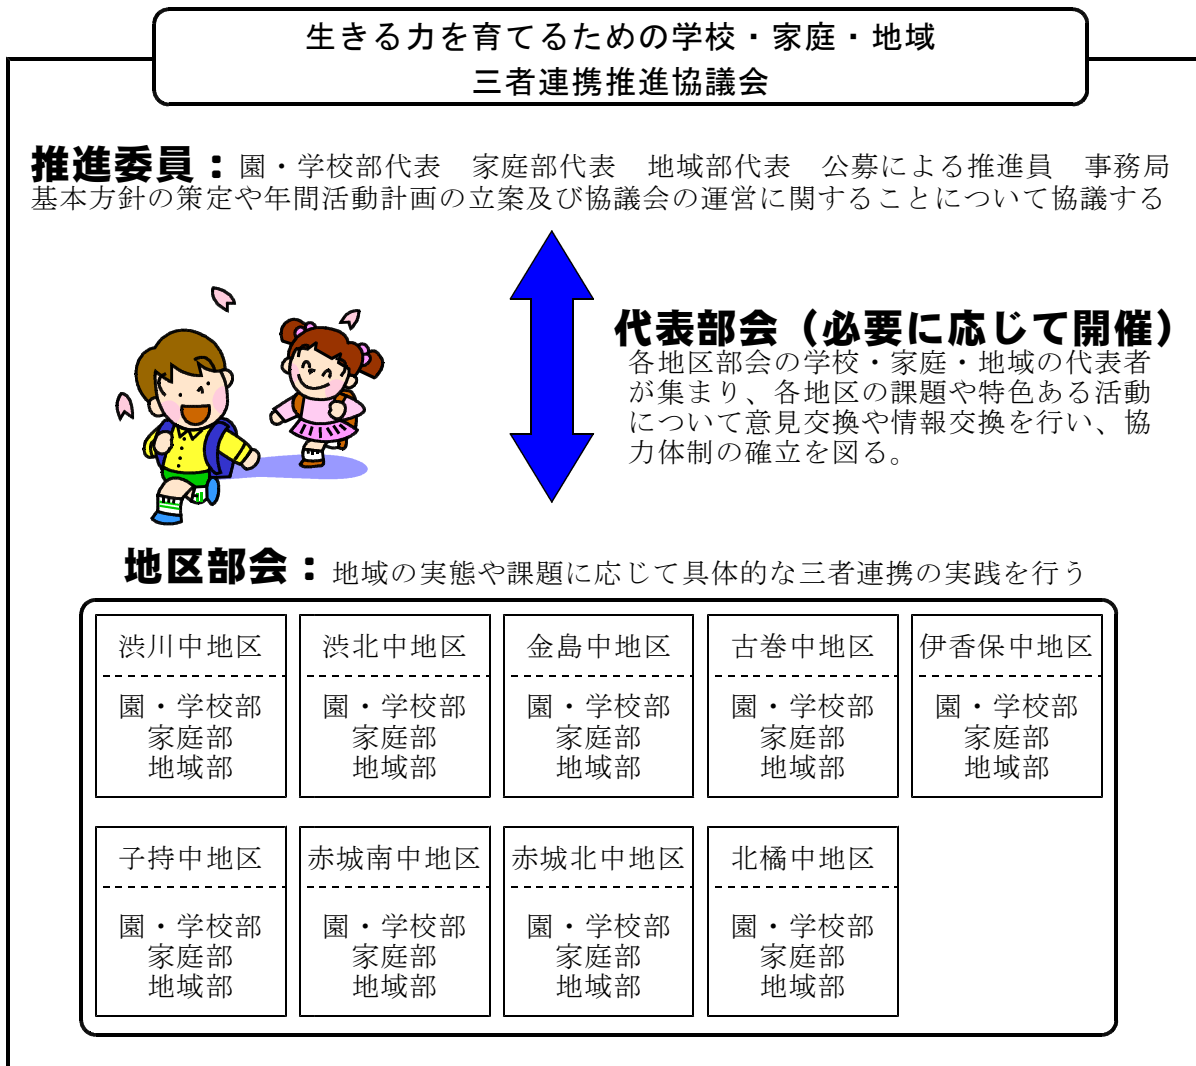 生きる力を育てるための学校・家庭・地域
三者連携推進協議会
推進委員：園・学校部代表　家庭部代表　地域部代表　公募による推進員　事務局
基本方針の策定や年間活動計画の立案及び協議会の運営に関することについて協議する
代表部会（必要に応じて開催）
各地区部会の学校・家庭・地域の代表者
が集まり、各地区の課題や特色ある活動
について意見交換や情報交換を行い、協
力体制の確立を図る。
地区部会：地域の実態や課題に応じて具体的な三者連携の実践を行う
渋川中地区
園・学校部
家庭部
地域部
渋北中地区
園・学校部
家庭部
地域部
金島中地区
園・学校部
家庭部
地域部
古巻中地区
園・学校部
家庭部
地域部
伊香保中地区
園・学校部
家庭部
地域部
子持中地区
園・学校部
家庭部
地域部
赤城南中地区
園・学校部
家庭部
地域部
赤城北中地区
園・学校部
家庭部
地域部
北橘中地区
園・学校部
家庭部
地域部